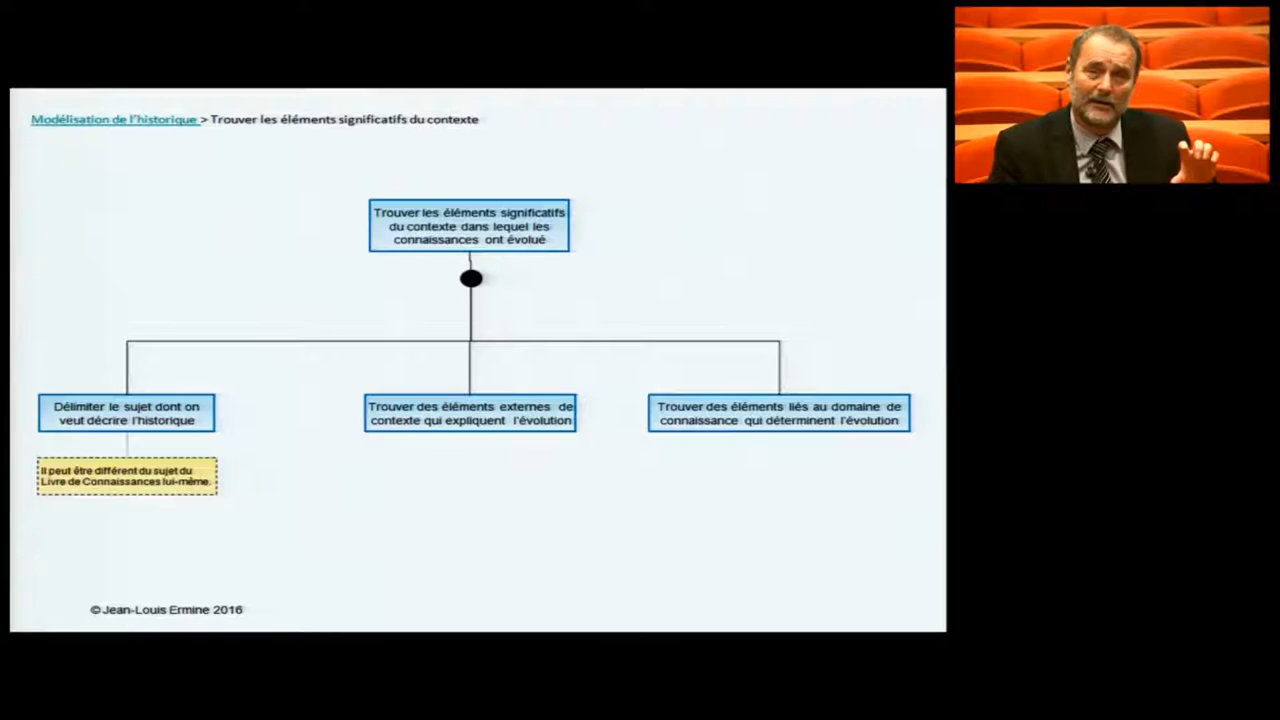 Modélisation de l'historique > Trouver les éléments significatifs du contexte
Trouver les éléments significatifs
du contexte dans lequel les
connaissances ont évolué
Délimiter le sujet dont on
veut décrire l'historique
Trouver des éléments externes de
contexte qui expliquent l'évolution
Trouver des éléments liés au domaine de
connaissance qui déterminent l'évolution
Il peut être différent du sujet du
Livre de Connaissances lui-même.
© Jean-Louis Ermine 2016